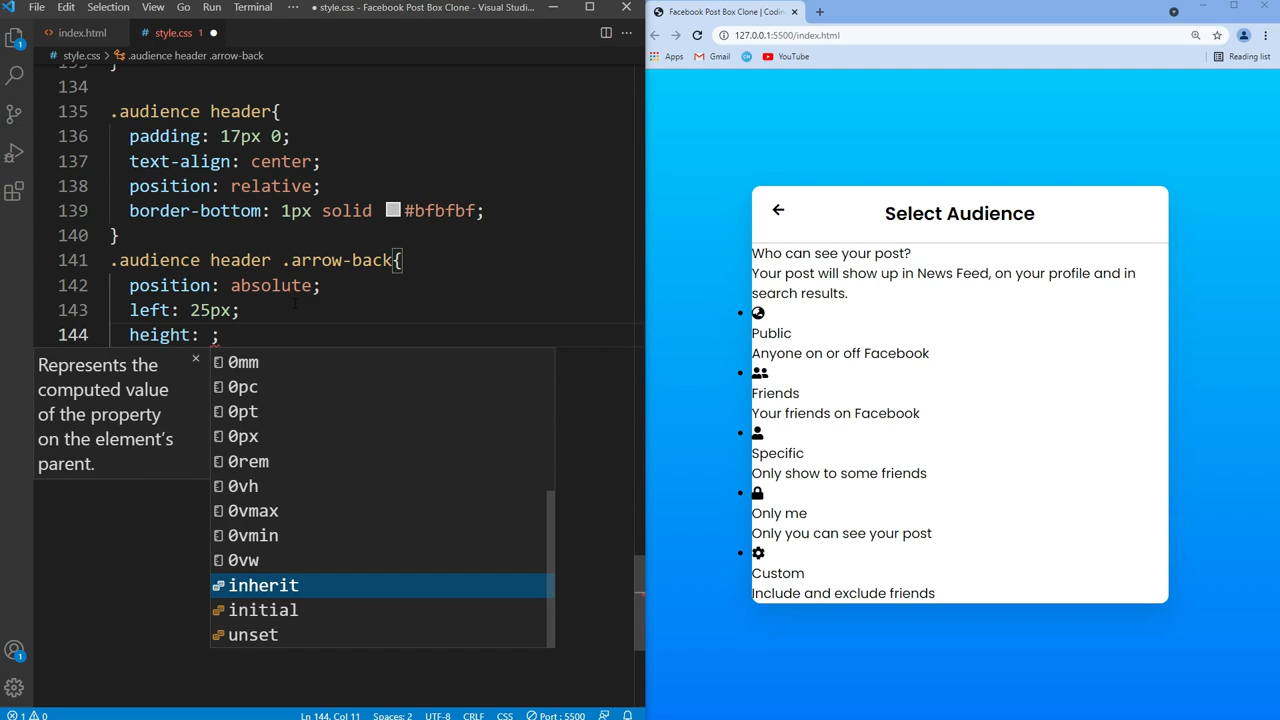 File Edit Selection View Go Run Terminal ··· ● style.css - Facebook Post Box Clone - Visual Studio...
index.html style.css 1 ●
# style.css > .audience header .arrow-back
134
135 .audience header{
136 padding: 17px 0;
137 text-align: center;
138 position: relative;
139 border-bottom: 1px solid #bfbfbf;
140 }
141 .audience header .arrow-back{
142 position: absolute;
143 left: 25px;
144 height: ;
Represents the
computed value
of the property
on the element's
parent.
0mm
0pc
0pt
0px
0rem
0vh
0vmax
0vmin
0vw
inherit
initial
unset
1 0 Ln 144, Col 11 Spaces: 2 UTF-8 CRLF CSS Port : 5500
Facebook Post Box Clone | Codin
127.0.0.1:5500/index.html
Apps Gmail YouTube Reading list
Select Audience
Who can see your post?
Your post will show up in News Feed, on your profile and in
search results.
Public
Anyone on or off Facebook
Friends
Your friends on Facebook
Specific
Only show to some friends
Only me
Only you can see your post
Custom
Include and exclude friends